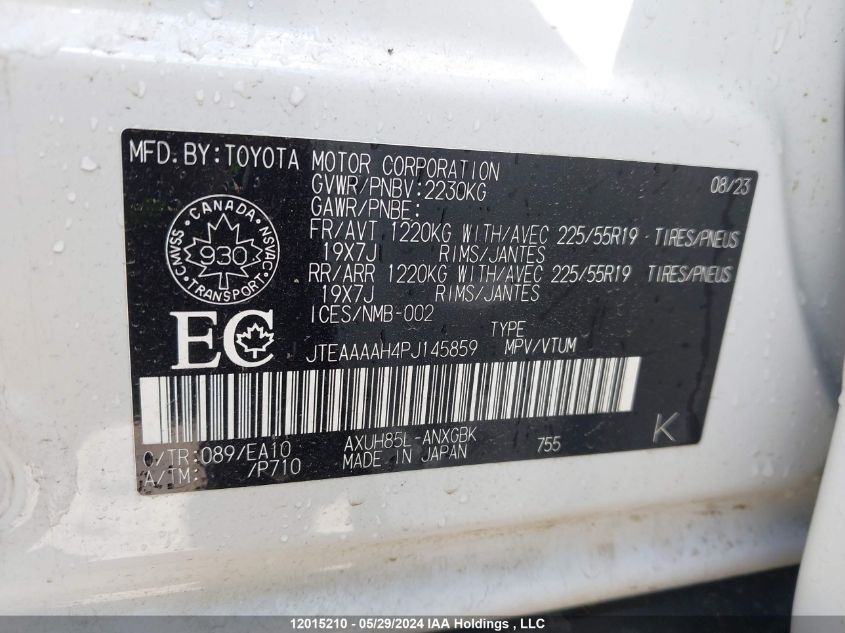 MFD.BY:TOYOTA MOTOR CORPORATION 08/23
GVWR/PNBV:2230KG
GAWR/PNBE:
FR/AVT 1220KG WITH/AVEC 225/55R19 TIRES/PNEUS
19X7J RIMS/JANTES
RR/ARR 1220KG WITH/AVEC 225/55R19 TIRES/PNEUS
19X7J RIMS/JANTES
ICES/NMB-002
CANADA
CMVSS 930 NSVAC
TRANSPORT
EC
TYPE
JTEAAAAH4PJ145859 MPV/VTUM
C/TR:089/EA10 AXUH85L-ANXGBK 755 K
A/TM: /P710 MADE IN JAPAN
12015210 - 05/29/2024 IAA Holdings , LLC